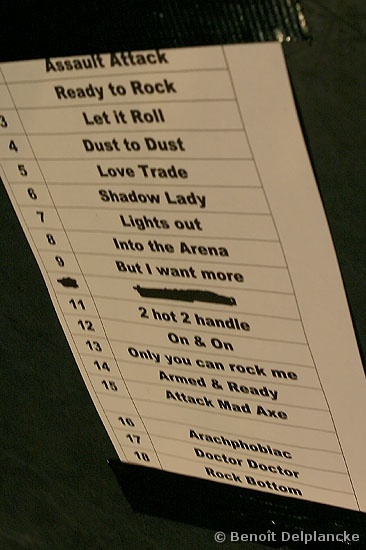 Assault Attack
Ready to Rock
3 Let it Roll
4 Dust to Dust
5 Love Trade
6 Shadow Lady
7 Lights out
8 Into the Arena
9 But I want more
11 2 hot 2 handle
12 On & On
13 Only you can rock me
14 Armed & Ready
15 Attack Mad Axe
16 Arachphobiac
17 Doctor Doctor
18 Rock Bottom
© Benoît Delplancke